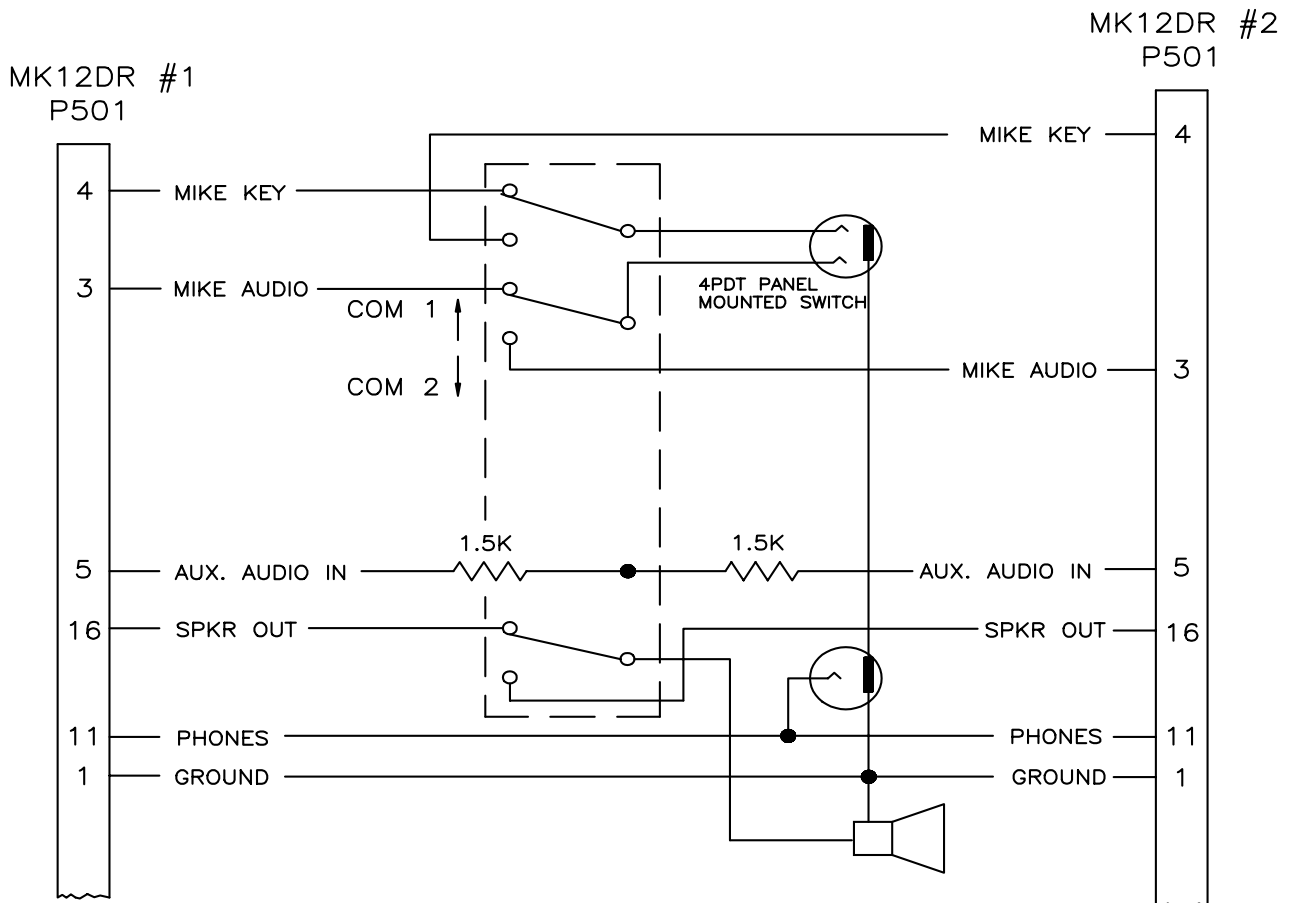 MK12DR #2
P501
MK12DR #1
P501
MIKE KEY 4
4 MIKE KEY
3 MIKE AUDIO
4PDT PANEL
MOUNTED SWITCH
COM 1
MIKE AUDIO 3
COM 2
1.5K 1.5K
5 AUX. AUDIO IN AUX. AUDIO IN 5
16 SPKR OUT SPKR OUT 16
11 PHONES PHONES 11
1 GROUND GROUND 1